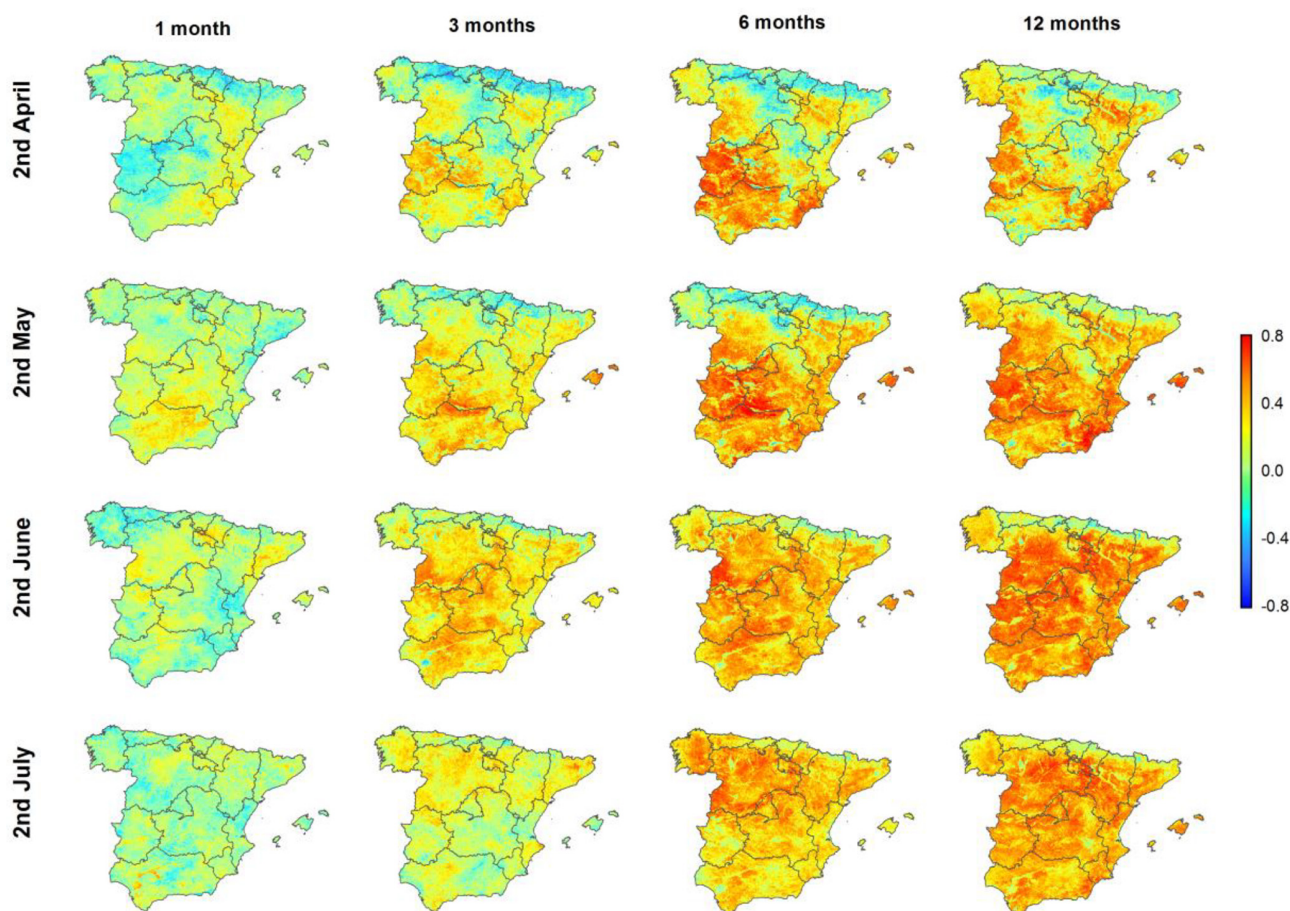 1 month
3 months
6 months
12 months
2nd April
2nd May
2nd June
2nd July
0.8
0.4
0.0
-0.4
-0.8